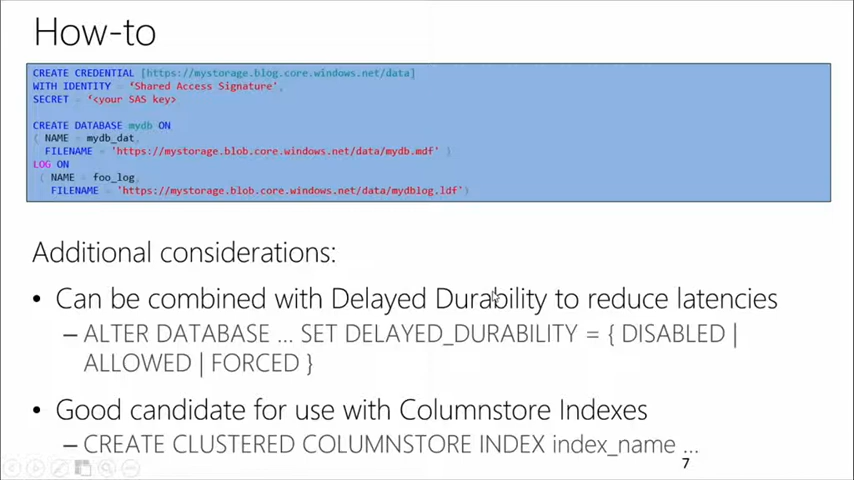 How-to
CREATE CREDENTIAL [https://mystorage.blog.core.windows.net/data]
WITH IDENTITY = 'Shared Access Signature',
SECRET = '<your SAS key>
CREATE DATABASE mydb ON
( NAME = mydb_dat,
FILENAME = 'https://mystorage.blob.core.windows.net/data/mydb.mdf' )
LOG ON
( NAME = foo_log,
FILENAME = 'https://mystorage.blob.core.windows.net/data/mydblog.ldf')
Additional considerations:
• Can be combined with Delayed Durability to reduce latencies
– ALTER DATABASE ... SET DELAYED_DURABILITY = { DISABLED |
ALLOWED | FORCED }
• Good candidate for use with Columnstore Indexes
– CREATE CLUSTERED COLUMNSTORE INDEX index_name ...
7